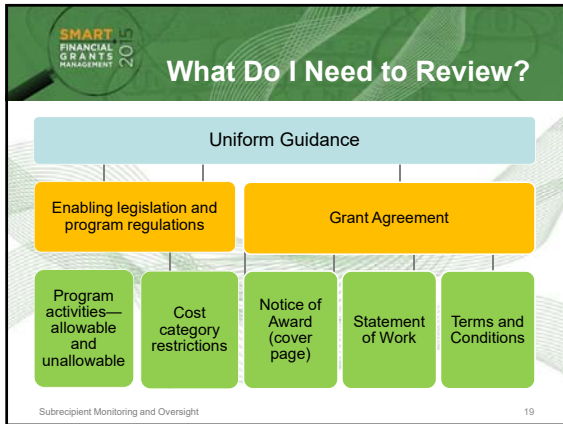 SMART
FINANCIAL
GRANTS
MANAGEMENT
2015
What Do I Need to Review?
Uniform Guidance
Enabling legislation and
program regulations
Grant Agreement
Program
activities—
allowable
and
unallowable
Cost
category
restrictions
Notice of
Award
(cover
page)
Statement
of Work
Terms and
Conditions
Subrecipient Monitoring and Oversight
19